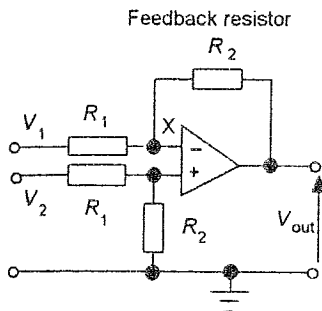 Feedback resistor
R2
V1
R1
X
−
V2
R1
+
R2
Vout